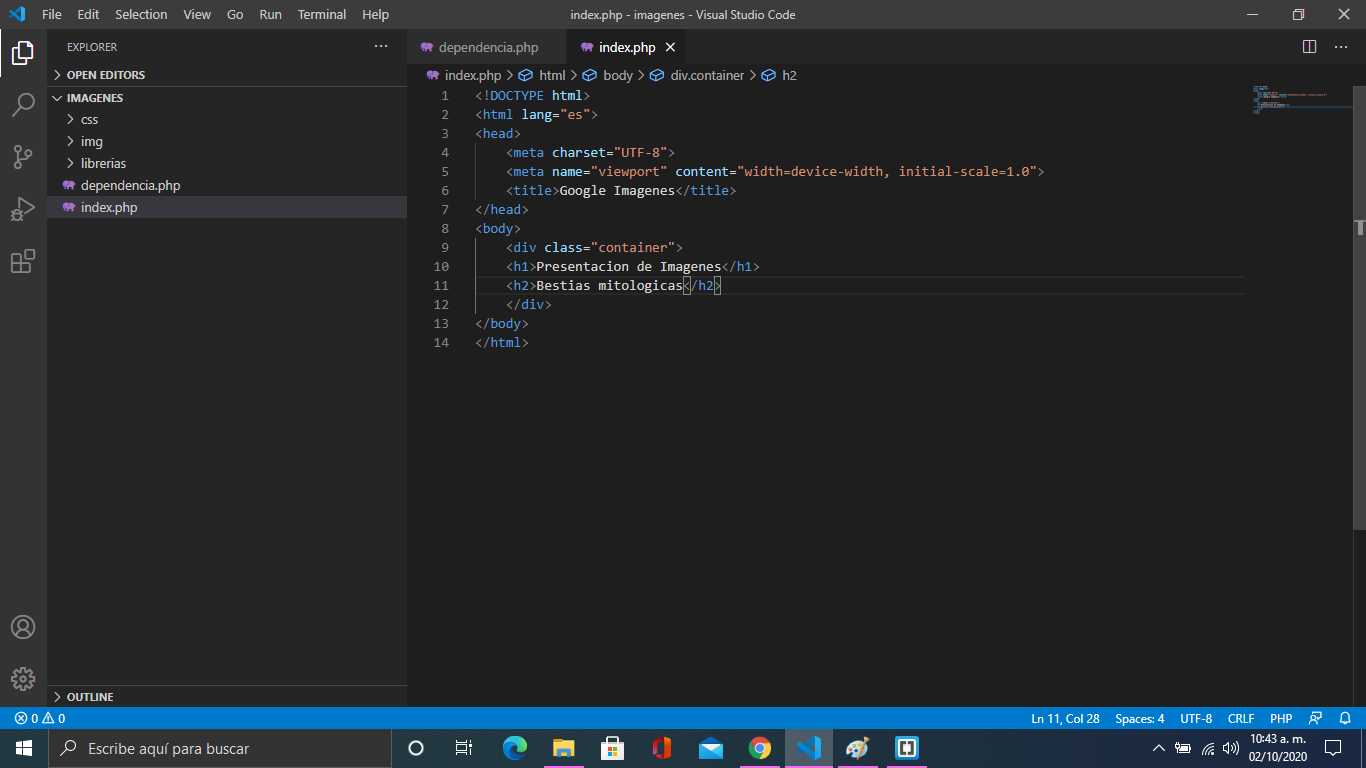 File Edit Selection View Go Run Terminal Help index.php - imagenes - Visual Studio Code
EXPLORER
OPEN EDITORS
IMAGENES
css
img
librerias
dependencia.php
index.php
OUTLINE
dependencia.php index.php
index.php > html > body > div.container > h2
1 <!DOCTYPE html>
2 <html lang="es">
3 <head>
4 <meta charset="UTF-8">
5 <meta name="viewport" content="width=device-width, initial-scale=1.0">
6 <title>Google Imagenes</title>
7 </head>
8 <body>
9 <div class="container">
10 <h1>Presentacion de Imagenes</h1>
11 <h2>Bestias mitologicas</h2>
12 </div>
13 </body>
14 </html>
0 0 Ln 11, Col 28 Spaces: 4 UTF-8 CRLF PHP
Escribe aquí para buscar
10:43 a. m.
02/10/2020